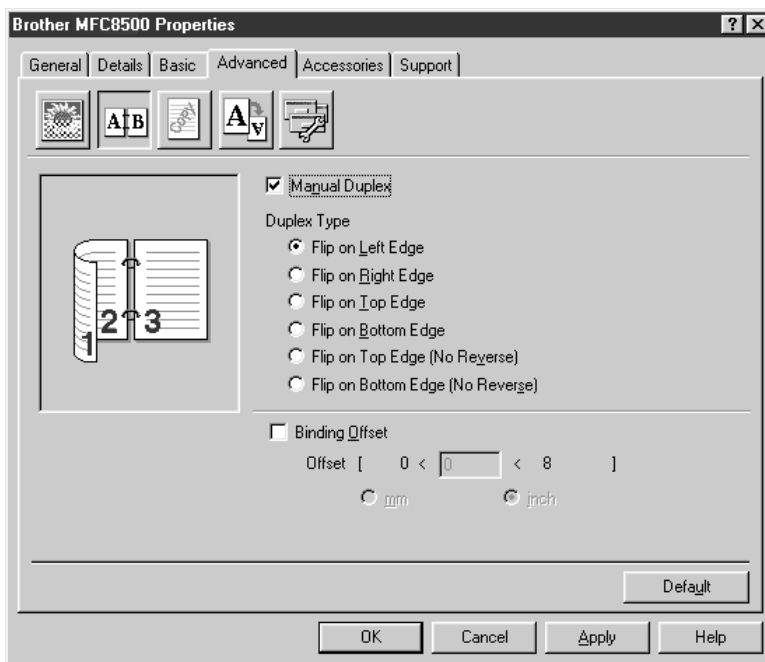 Brother MFC8500 Properties
General Details Basic Advanced Accessories Support
A B COPY A A
Manual Duplex
Duplex Type
Flip on Left Edge
Flip on Right Edge
Flip on Top Edge
Flip on Bottom Edge
Flip on Top Edge (No Reverse)
Flip on Bottom Edge (No Reverse)
1 2 3
Binding Offset
Offset [ 0 < 0 < 8 ]
mm inch
Default
OK Cancel Apply Help